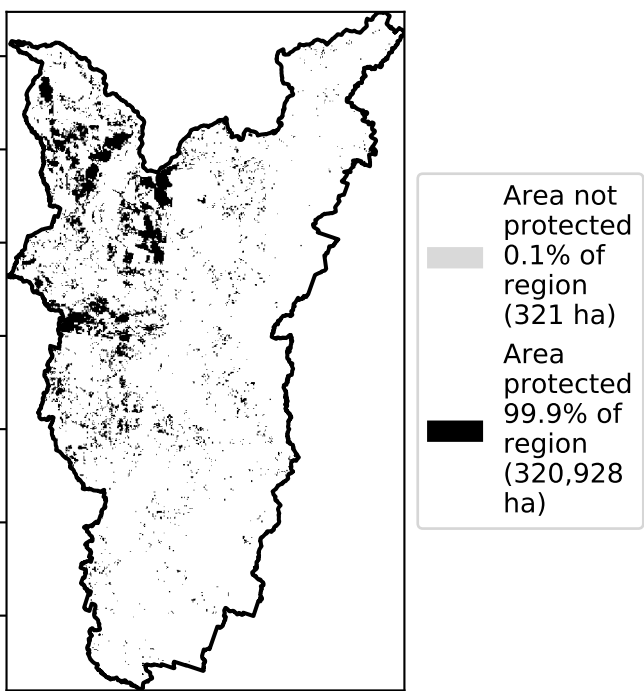 Area not
protected
0.1% of
region
(321 ha)
Area
protected
99.9% of
region
(320,928
ha)